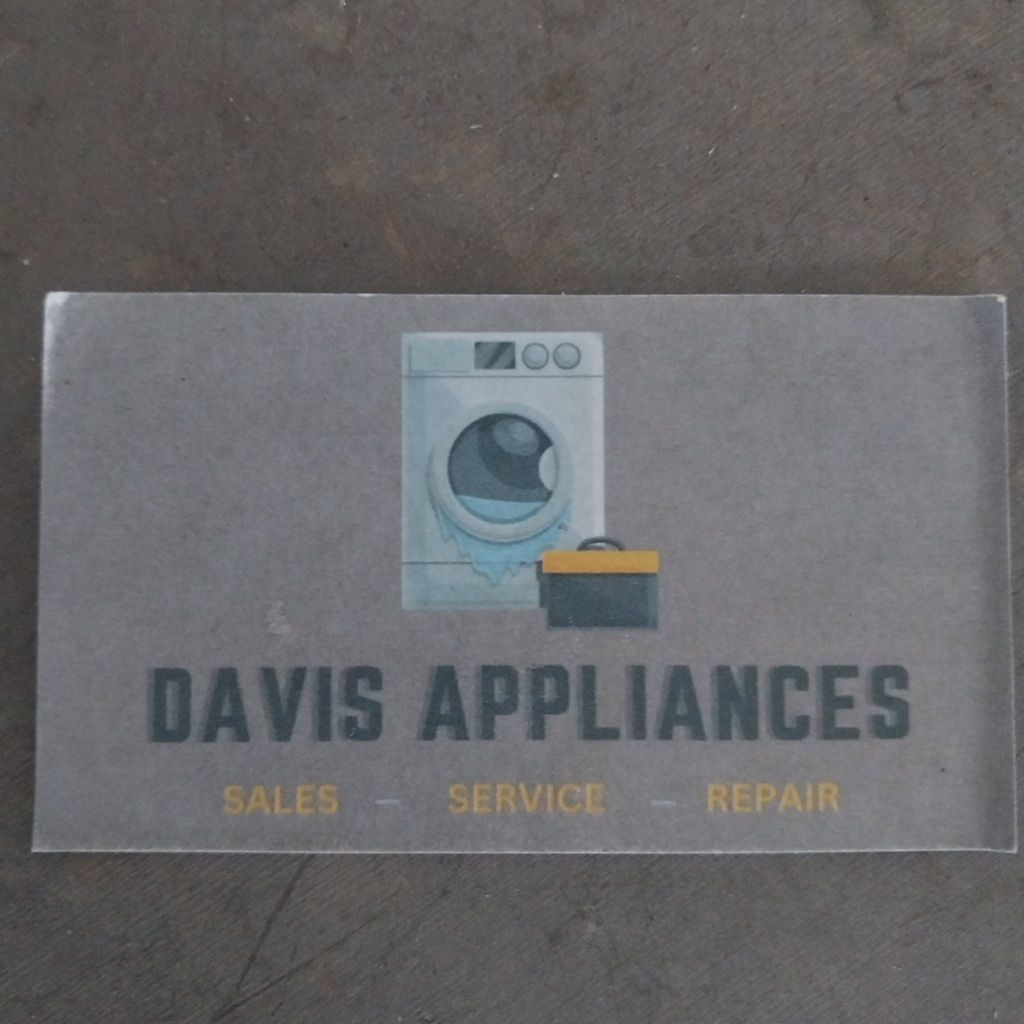 DAVIS APPLIANCES
SALES – SERVICE – REPAIR